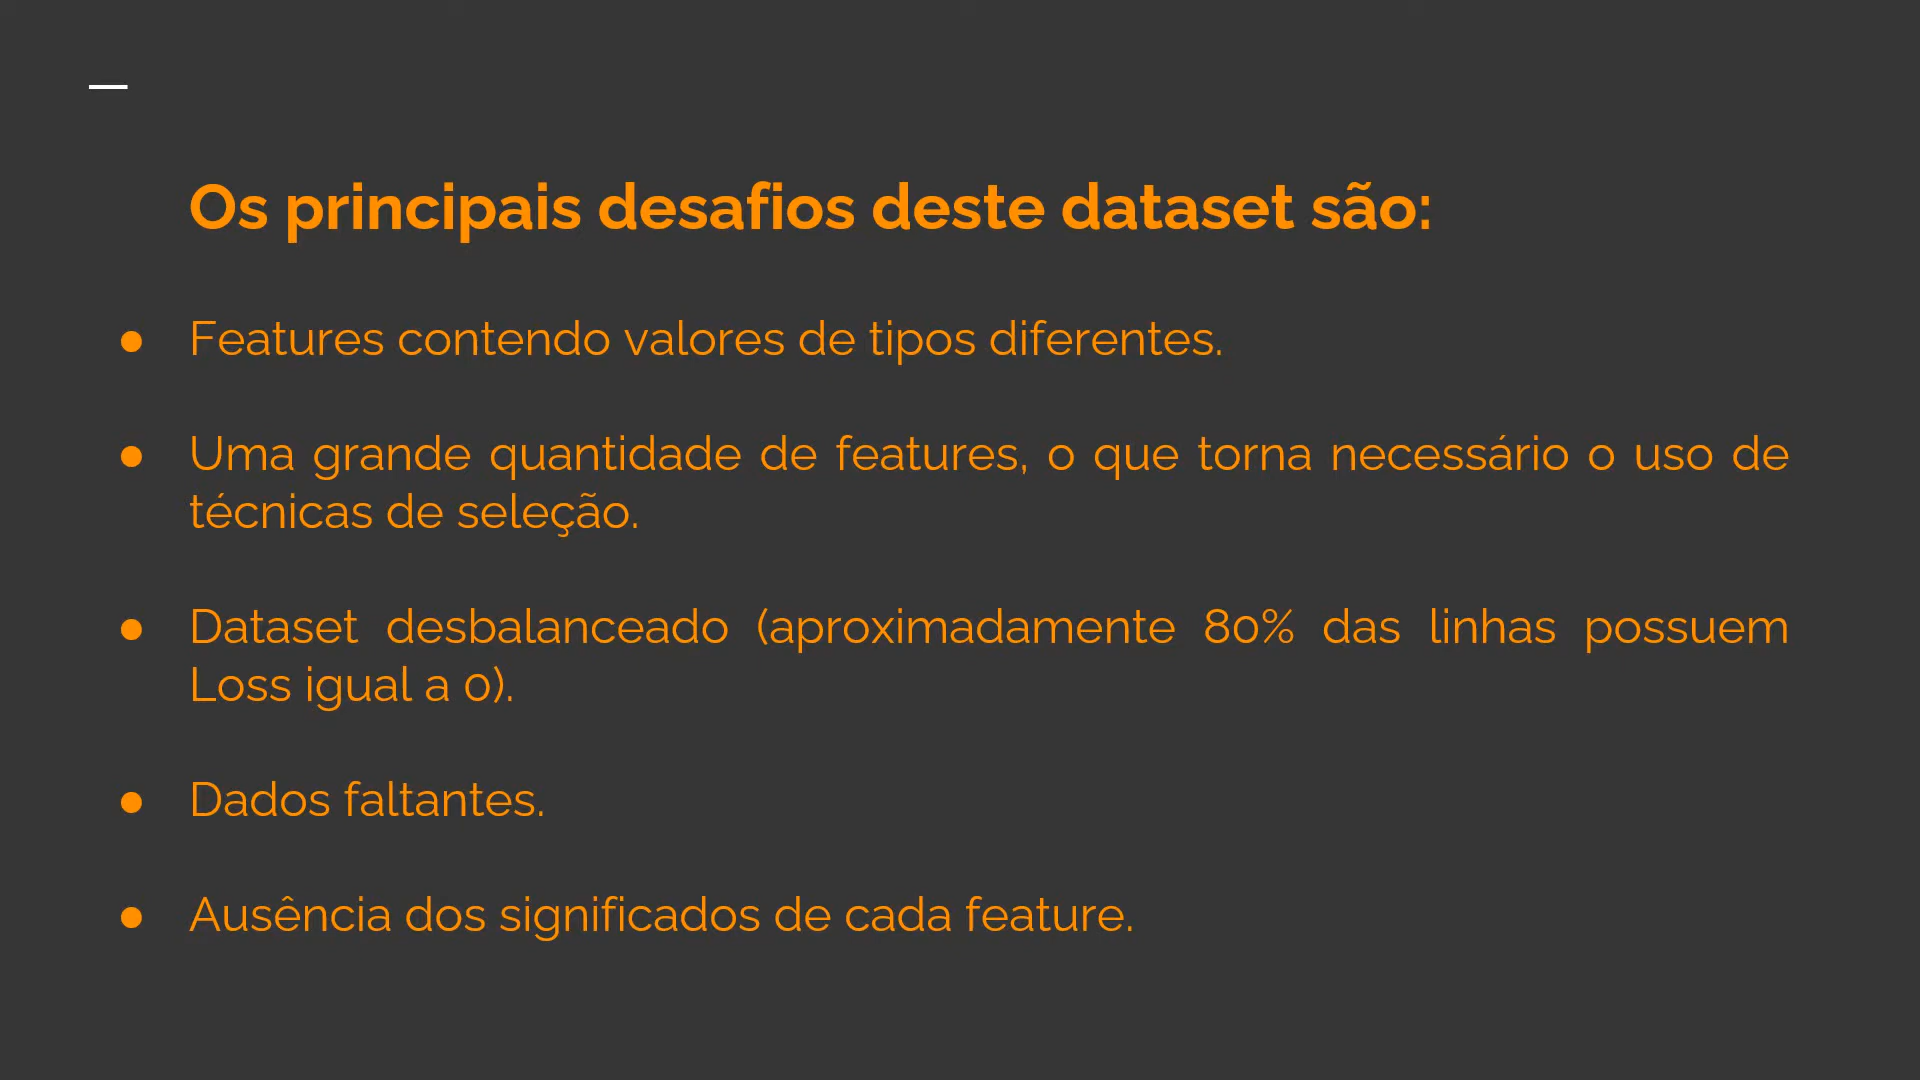 Os principais desafios deste dataset são:
● Features contendo valores de tipos diferentes.
● Uma grande quantidade de features, o que torna necessário o uso de
técnicas de seleção.
● Dataset desbalanceado (aproximadamente 80% das linhas possuem
Loss igual a 0).
● Dados faltantes.
● Ausência dos significados de cada feature.